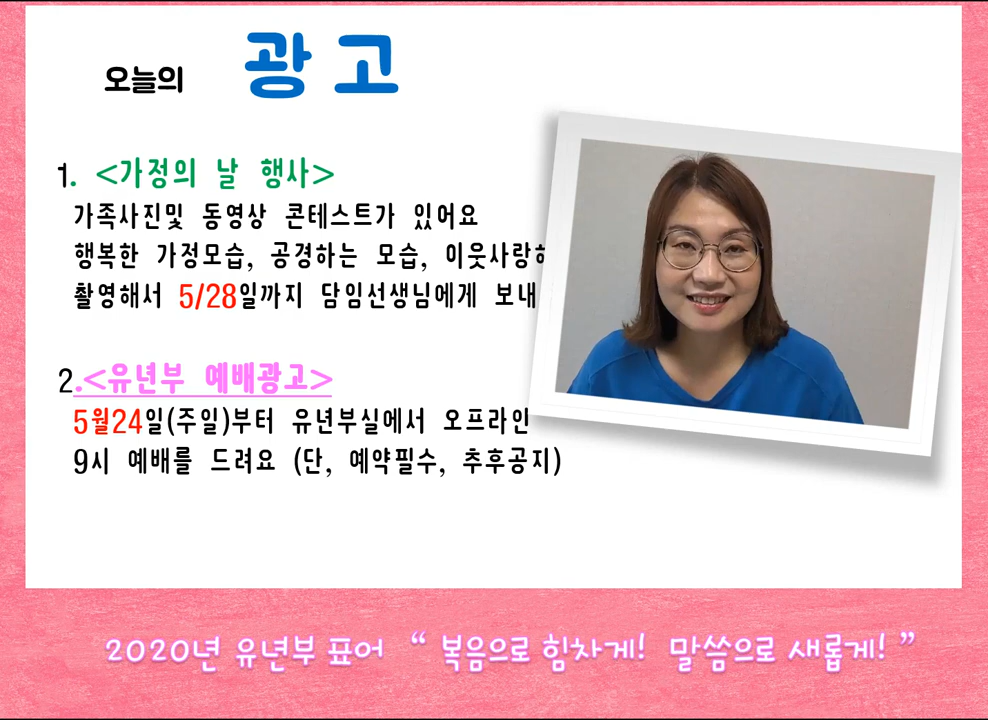 오늘의 광고
1. <가정의 날 행사>
가족사진및 동영상 콘테스트가 있어요
행복한 가정모습, 공경하는 모습,
촬영해서 5/28일까지 담임선생님에게
2.<유년부 예배광고>
5월24일(주일)부터 유년부실에서 오프라인
9시 예배를 드려요 (단, 예약필수, 추후공지)
2020년 유년부 표어 “ 복음으로 힘차게! 말씀으로 새롭게! ”